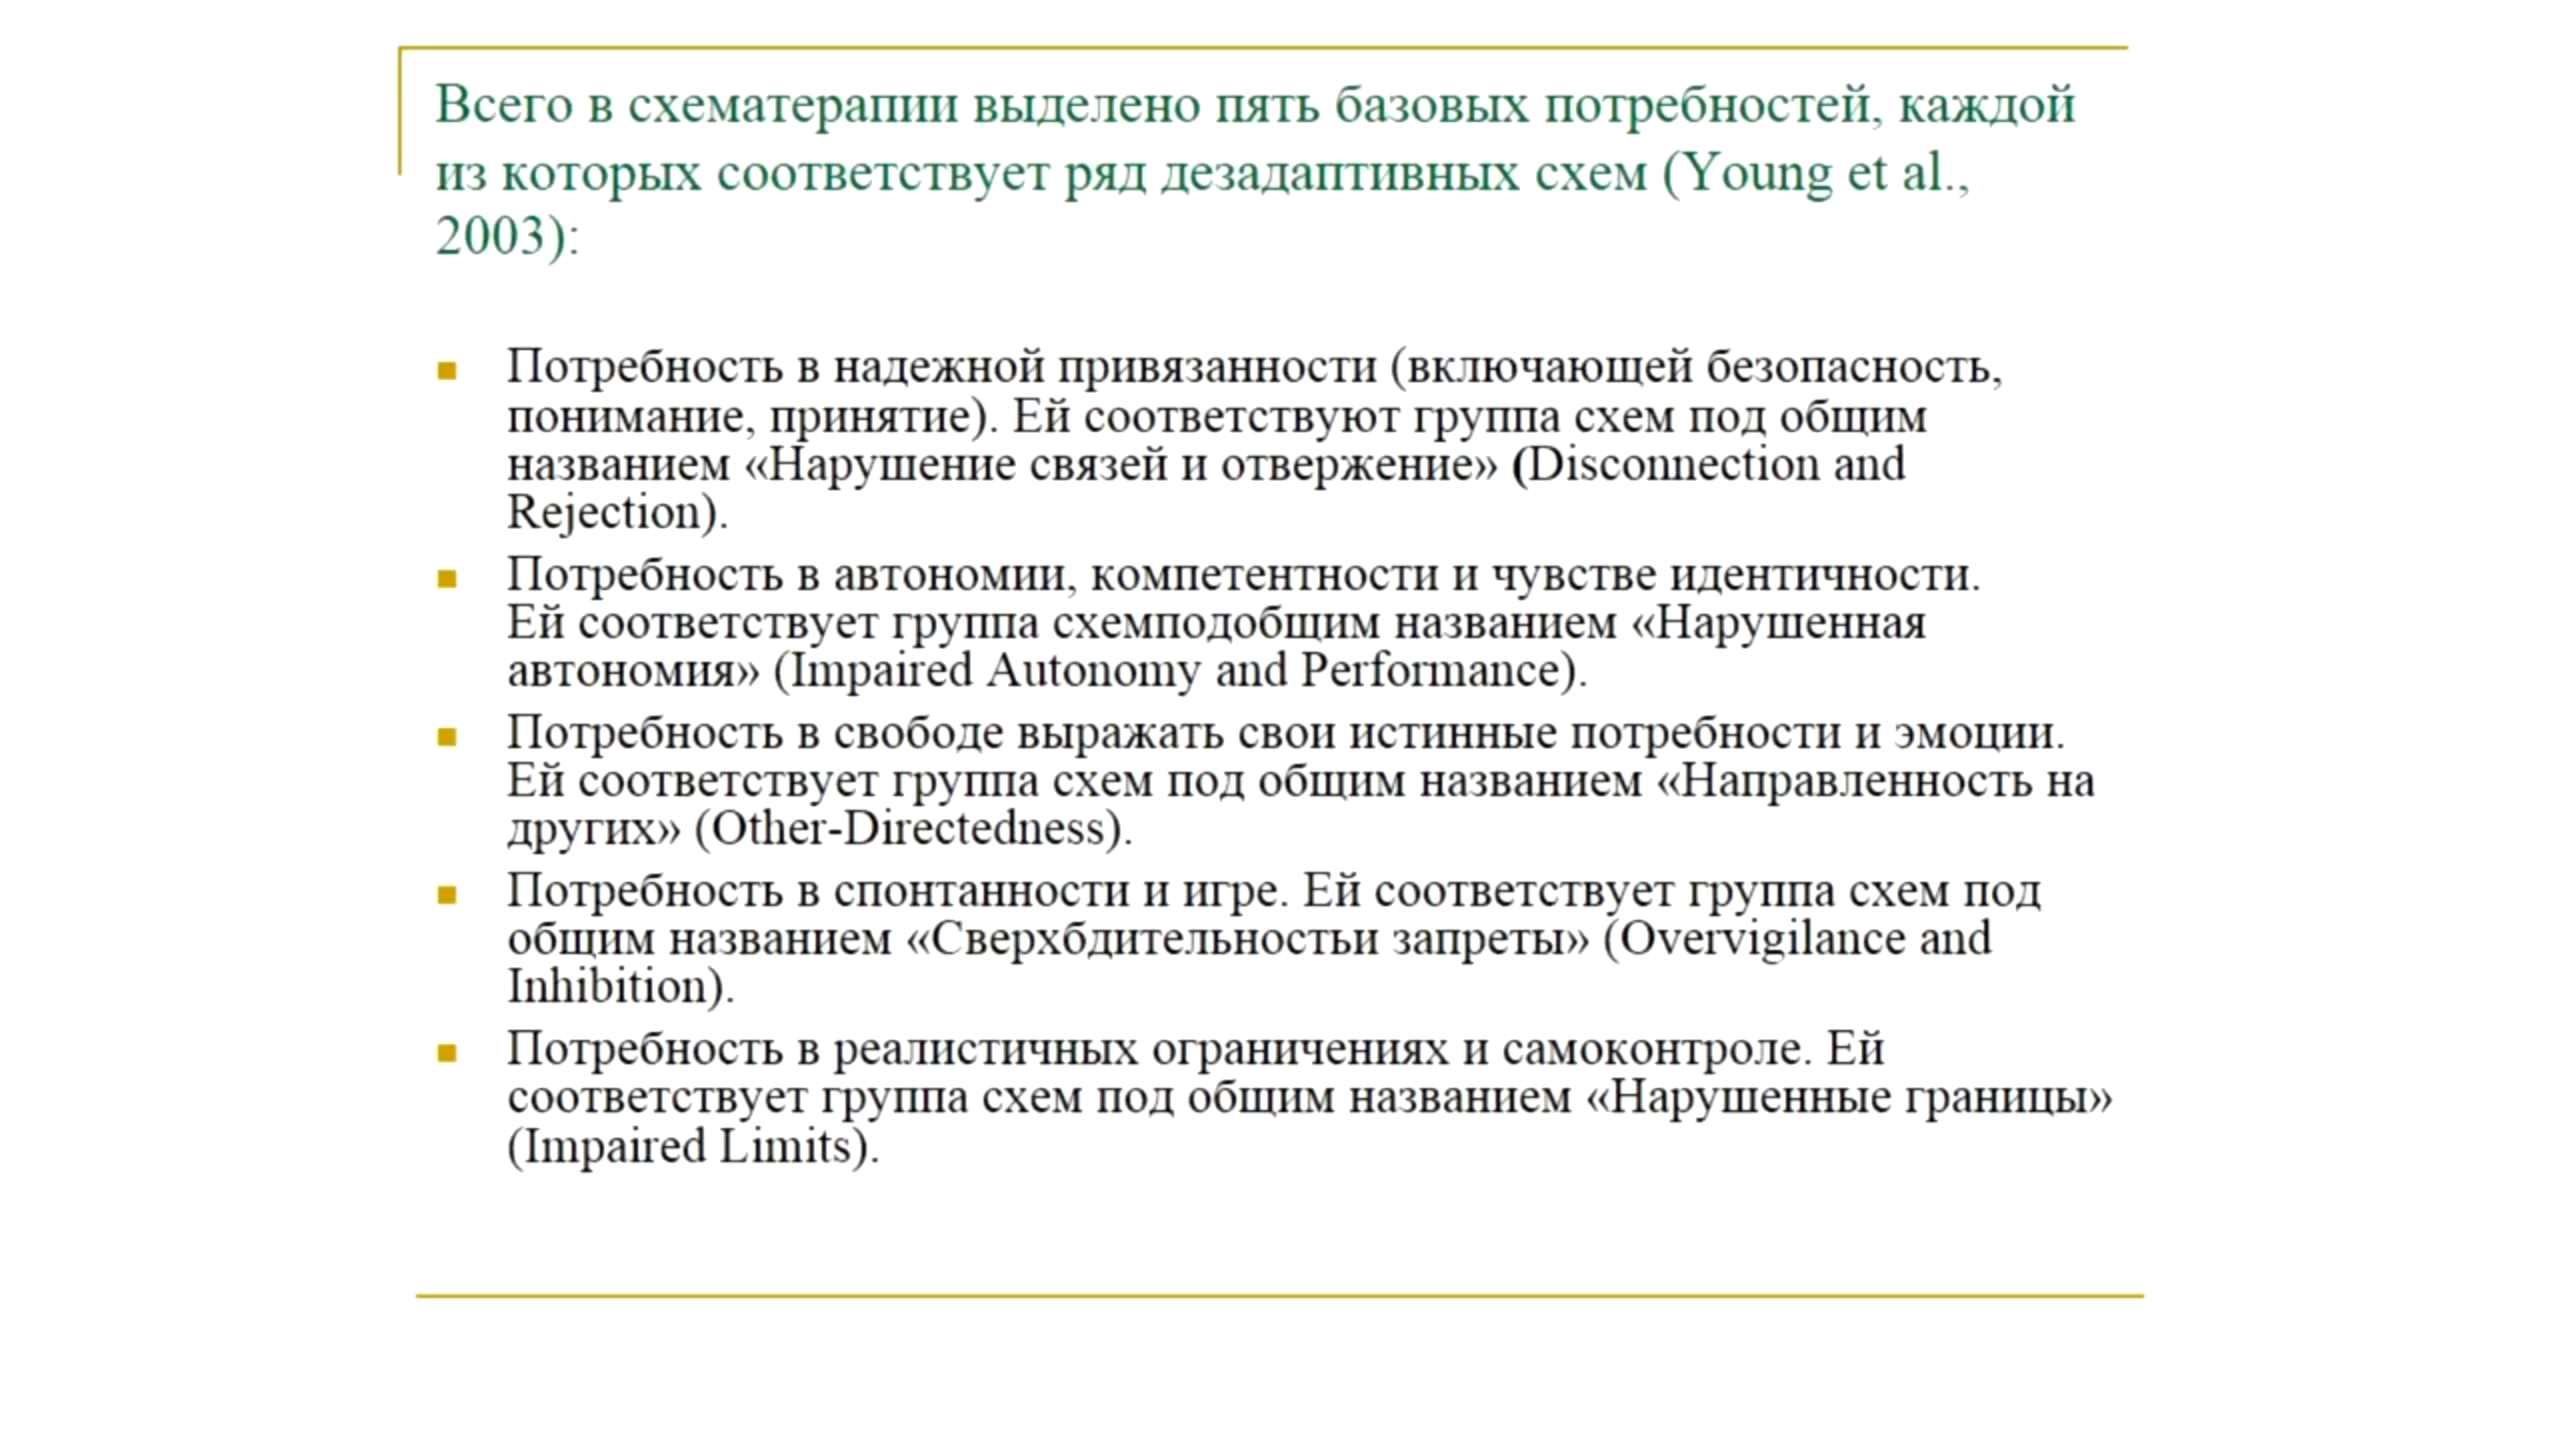 Всего в схематерапии выделено пять базовых потребностей, каждой
из которых соответствует ряд дезадаптивных схем (Young et al.,
2003):
Потребность в надежной привязанности (включающей безопасность,
понимание, принятие). Ей соответствуют группа схем под общим
названием «Нарушение связей и отвержение» (Disconnection and
Rejection).
Потребность в автономии, компетентности и чувстве идентичности.
Ей соответствует группа схемподобщим названием «Нарушенная
автономия» (Impaired Autonomy and Performance).
Потребность в свободе выражать свои истинные потребности и эмоции.
Ей соответствует группа схем под общим названием «Направленность на
других» (Other-Directedness).
Потребность в спонтанности и игре. Ей соответствует группа схем под
общим названием «Сверхбдительностьи запреты» (Overvigilance and
Inhibition).
Потребность в реалистичных ограничениях и самоконтроле. Ей
соответствует группа схем под общим названием «Нарушенные границы»
(Impaired Limits).